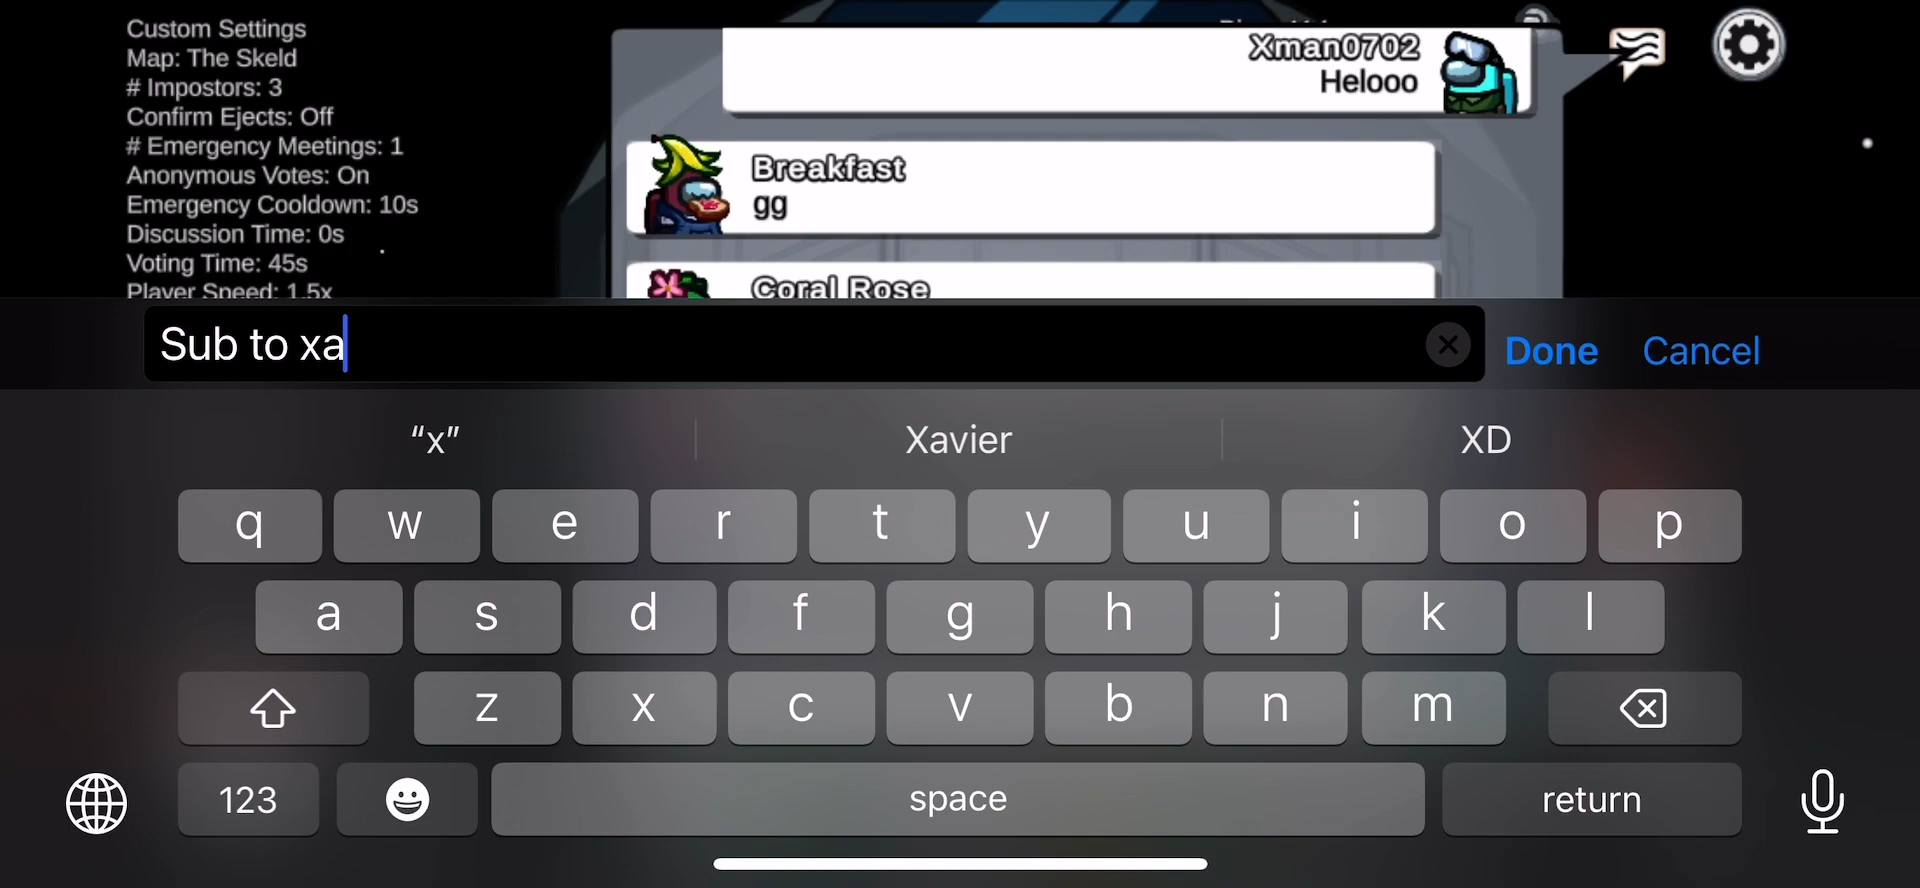 Custom Settings
Map: The Skeld
# Impostors: 3
Confirm Ejects: Off
# Emergency Meetings: 1
Anonymous Votes: On
Emergency Cooldown: 10s
Discussion Time: 0s
Voting Time: 45s
Player Speed: 1.5x
Xman0702
Helooo
Breakfast
gg
Coral Rose
Sub to xa
Done
Cancel
“x”
Xavier
XD
q w e r t y u i o p
a s d f g h j k l
z x c v b n m
123
space
return